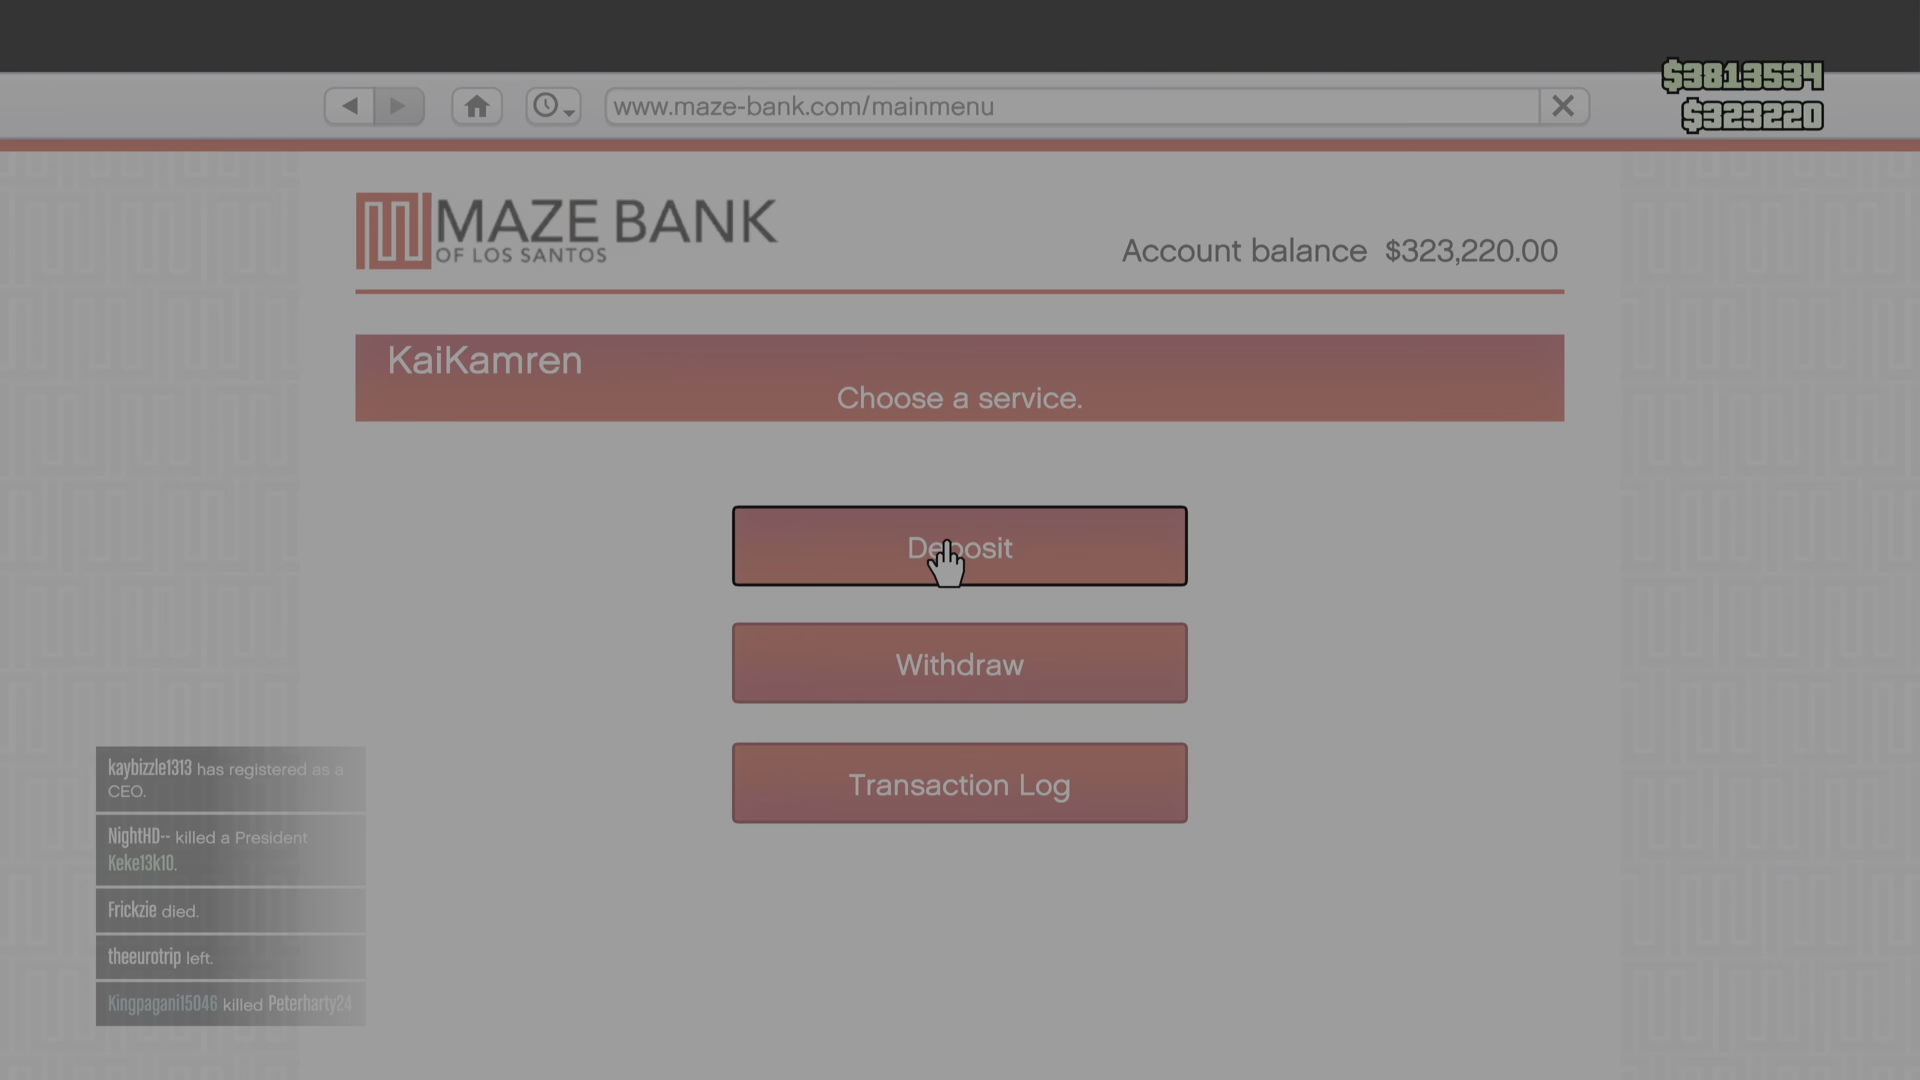 $3813534
www.maze-bank.com/mainmenu
$323220
MAZE BANK
OF LOS SANTOS
Account balance $323,220.00
KaiKamren
Choose a service.
Deposit
Withdraw
Transaction Log
kaybizzle1313 has registered as a
CEO.
NightHD-- killed a President
Keke13k10.
Frickzie died.
theeurotrip left.
Kingpagani15046 killed Peterharty24